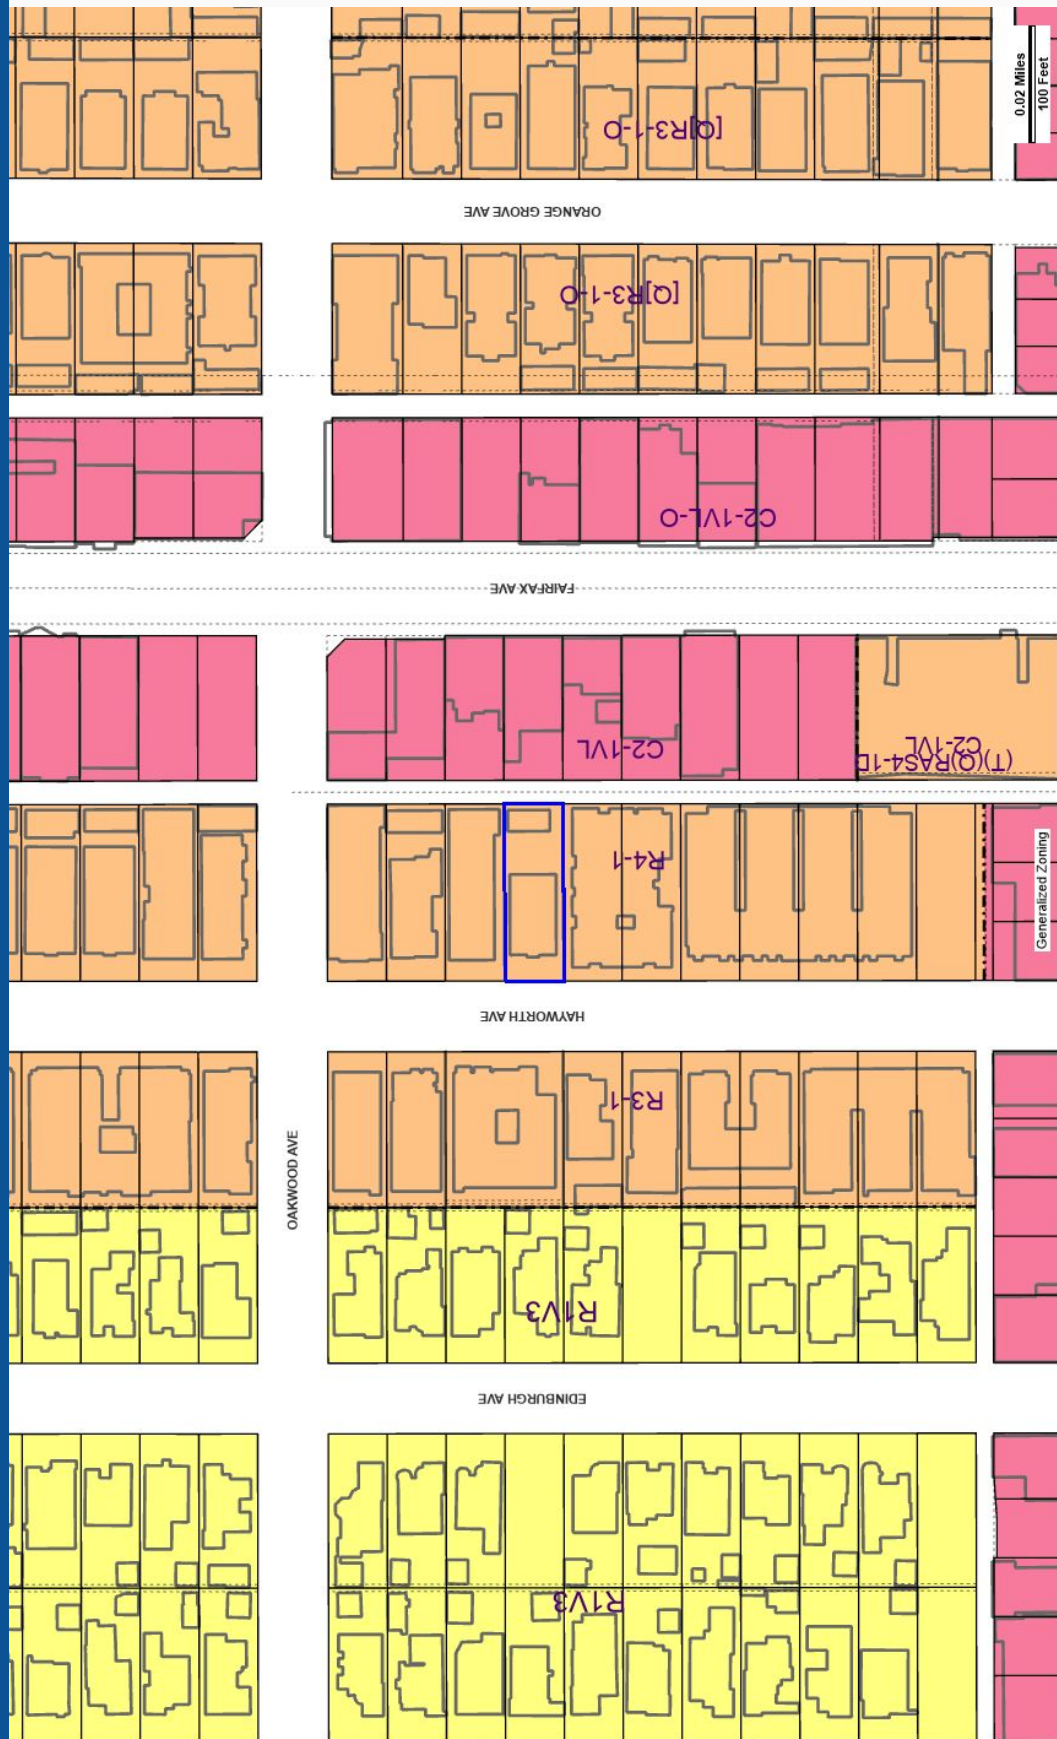 0.02 Miles
100 Feet
[Q]R3-1-O
ORANGE GROVE AVE
[Q]R3-1-O
C2-1VL-O
FAIRFAX AVE
C2-1VL
C2-1VL
(T)(Q)RAS4-1D
R4-1
Generalized Zoning
HAYWORTH AVE
R3-1
OAKWOOD AVE
R1V3
EDINBURGH AVE
R1V3